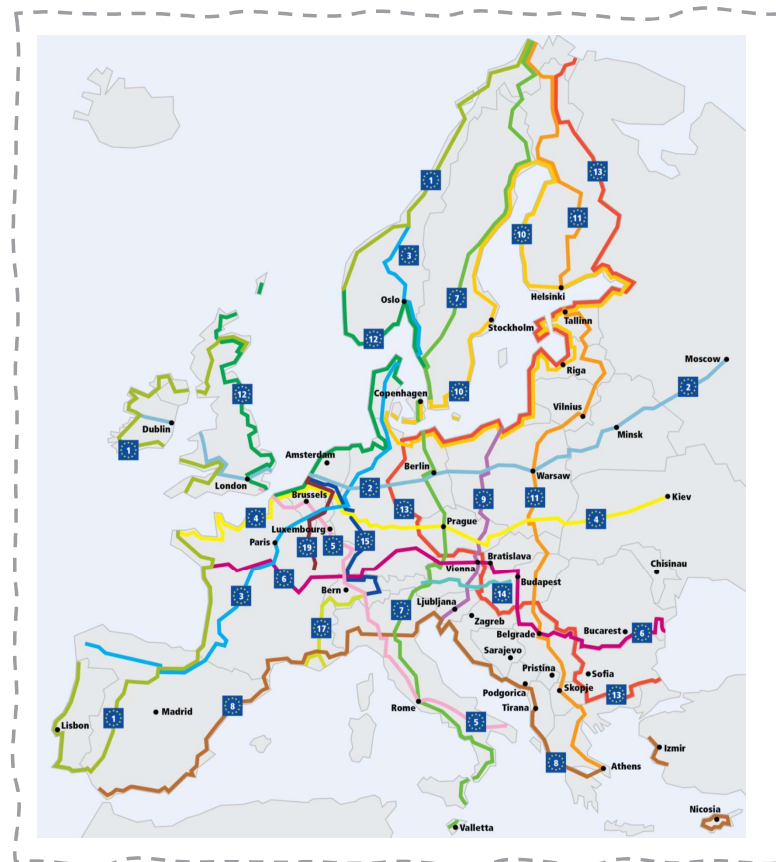 1
13
10
11
3
Oslo
7
Helsinki
Tallinn
Stockholm
12
Riga
Moscow
2
12
10
Copenhagen
Vilnius
Minsk
Dublin
1
Amsterdam
Berlin
Warsaw
London
2
Brussels
9
11
Kiev
4
13
4
Luxembourg
Prague
Paris
19
5
15
Bratislava
Vienna
Chisinau
6
Bern
Budapest
3
14
7
Ljubljana
Zagreb
17
Belgrade
Bucarest
6
Sarajevo
Pristina
Sofia
Podgorica
Skopje
13
8
Madrid
Rome
Tirana
1
5
Lisbon
Izmir
8
Athens
Nicosia
Valletta